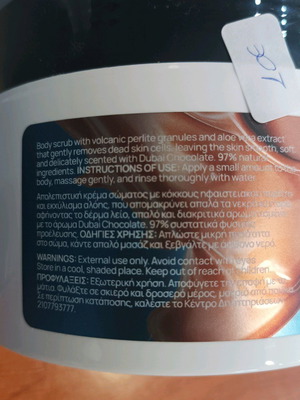 Body scrub with volcanic perlite granules and aloe vera extract
that gently removes dead skin cells, leaving the skin smooth, soft
and delicately scented with Dubai Chocolate. 97% natural
ingredients. INSTRUCTIONS OF USE: Apply a small amount
body, massage gently, and rinse thoroughly with water.
Απολεπιστική κρέμα σώματος με κόκκους ηφαιστειακού
και εκχύλισμα αλόης, που απομακρύνει απαλά τα νεκρά
αφήνοντας το δέρμα λείο, απαλό και διακριτικά αρωματισμένο
με το άρωμα Dubai Chocolate. 97% συστατικά φυσικής
προέλευσης. ΟΔΗΓΙΕΣ ΧΡΗΣΗΣ: Απλώστε μικρή ποσότητα
στο σώμα, κάντε απαλό μασάζ και ξεβγάλτε με άφθονο νερό.
WARNINGS: External use only. Avoid contact with eyes.
Store in a cool, shaded place. Keep out of reach of children.
ΠΡΟΦΥΛΑΞΕΙΣ: Εξωτερική χρήση. Αποφύγετε την επαφή με
μάτια. Φυλάξτε σε σκιερό και δροσερό μέρος, μακριά από παιδιά.
Σε περίπτωση κατάποσης, καλέστε το Κέντρο Δηλητηριάσεων
2107793777